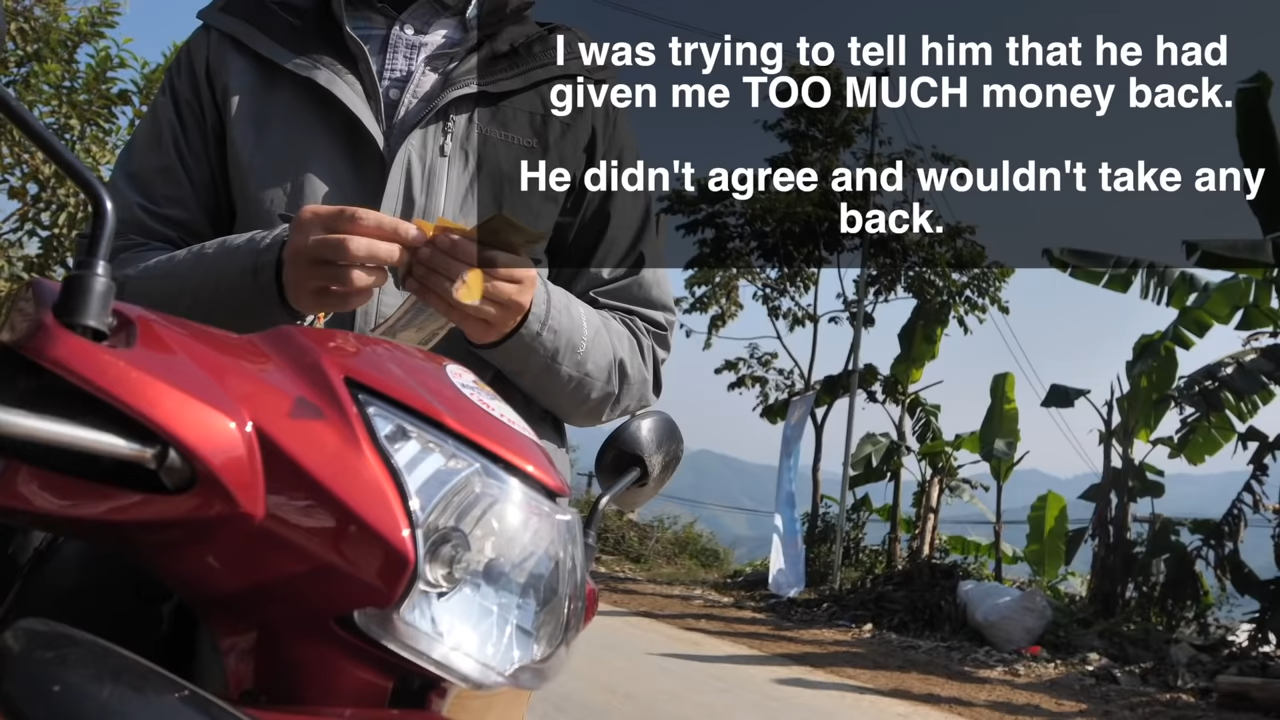 I was trying to tell him that he had
given me TOO MUCH money back.
He didn't agree and wouldn't take any
back.
Marmot